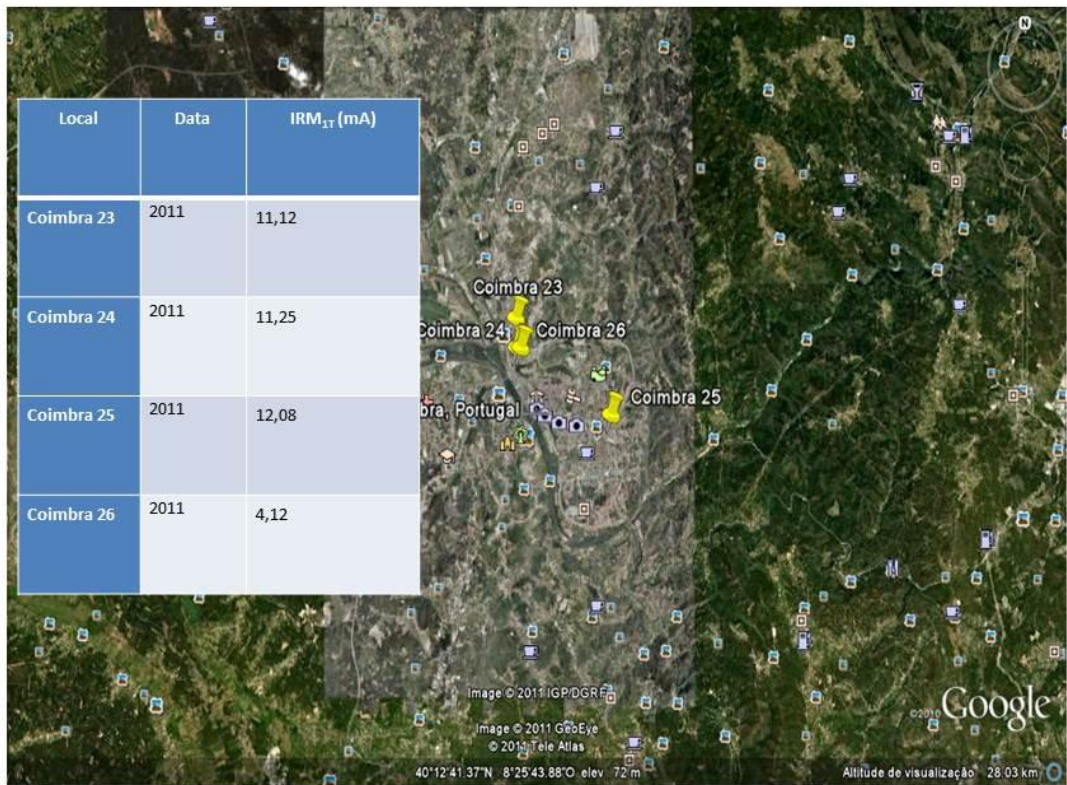 Local Data IRM1T (mA)
Coimbra 23 2011 11,12
Coimbra 24 2011 11,25
Coimbra 25 2011 12,08
Coimbra 26 2011 4,12
N
Coimbra 23
Coimbra 24
Coimbra 26
Coimbra 25
bra, Portugal
Image © 2011 IGP/DGRF
Image © 2011 GeoEye
© 2011 Tele Atlas
©2010 Google
40°12'41.37"N 8°25'43.88"O elev 72 m
Altitude de visualização 28.03 km